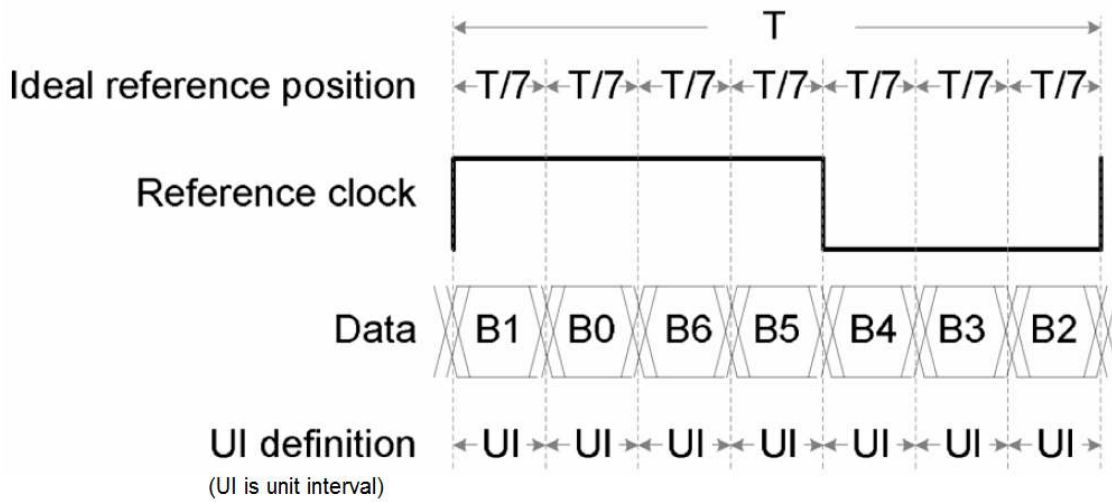 T
Ideal reference position T/7 T/7 T/7 T/7 T/7 T/7 T/7
Reference clock
Data B1 B0 B6 B5 B4 B3 B2
UI definition UI UI UI UI UI UI UI
(UI is unit interval)